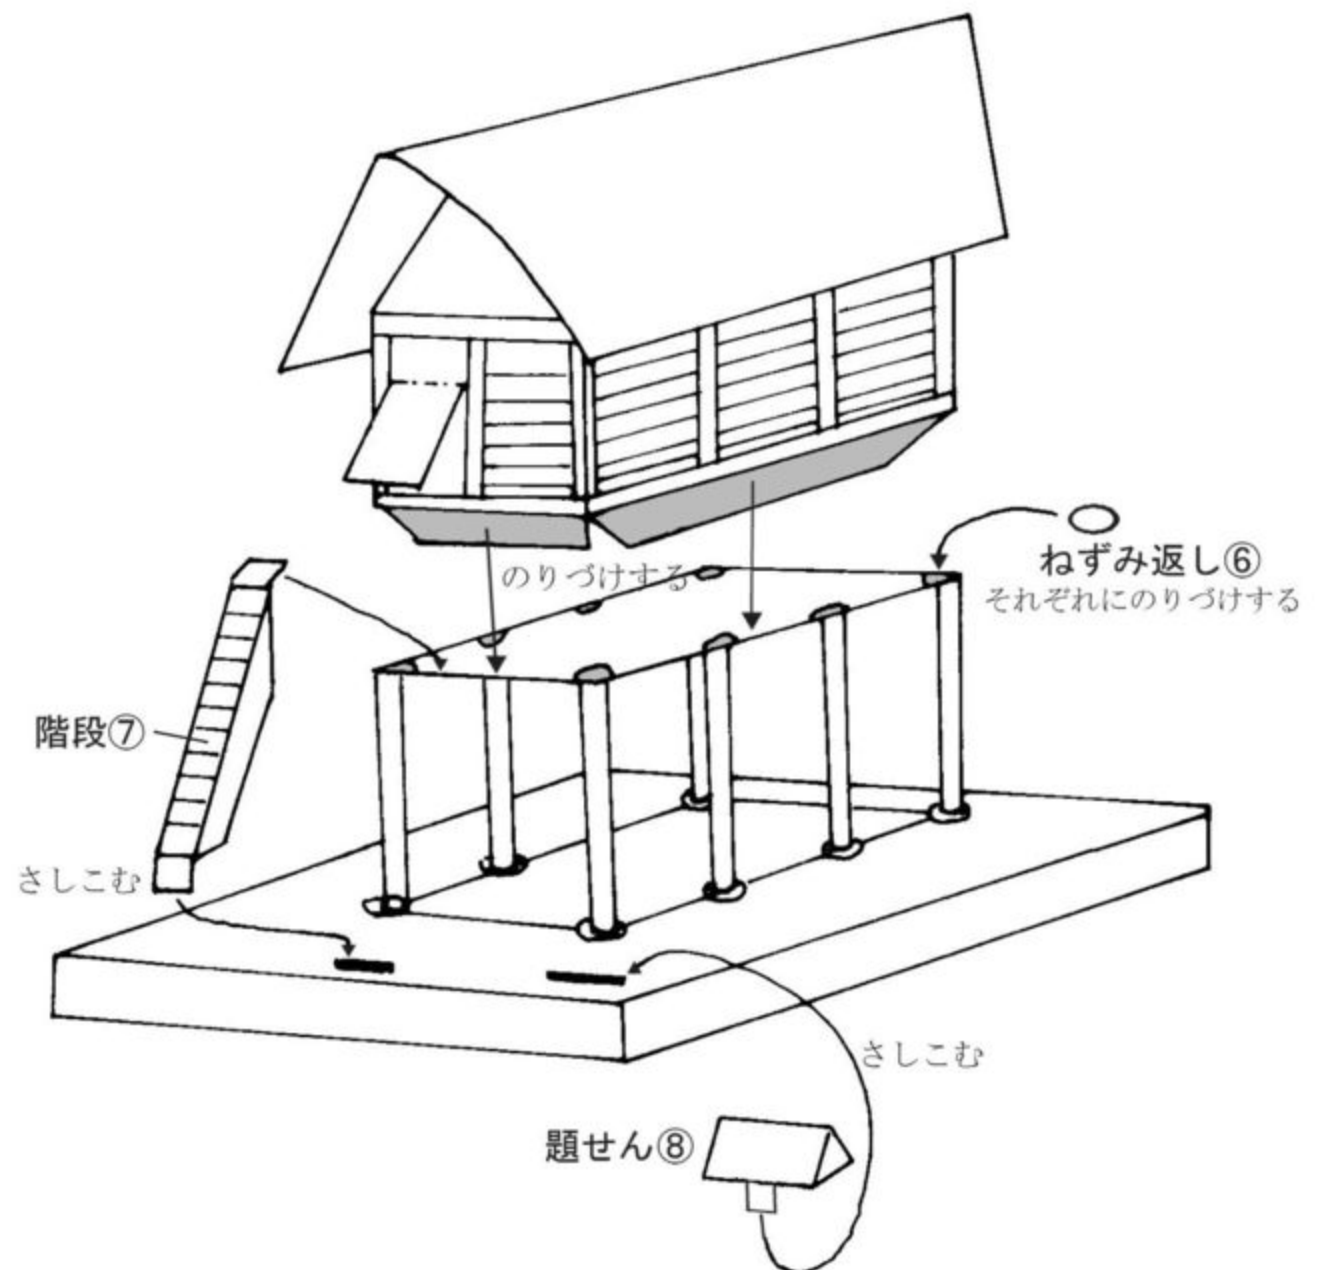 のりづけする
ねずみ返し⑥
それぞれにのりづけする
階段⑦
さしこむ
さしこむ
題せん⑧